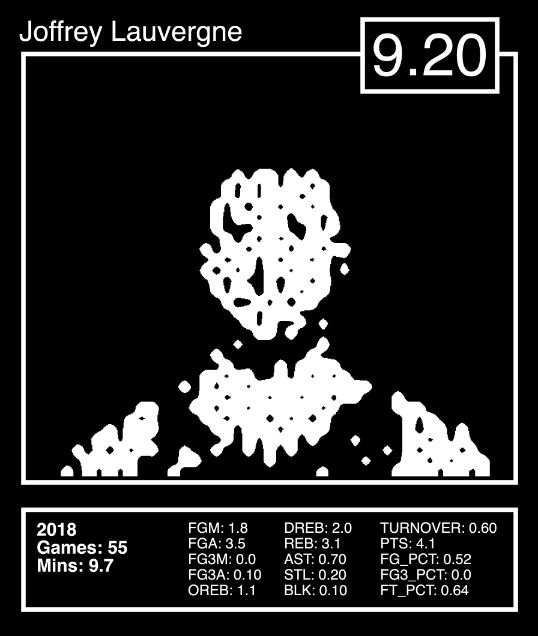 Joffrey Lauvergne
9.20
2018
Games: 55
Mins: 9.7
FGM: 1.8
FGA: 3.5
FG3M: 0.0
FG3A: 0.10
OREB: 1.1
DREB: 2.0
REB: 3.1
AST: 0.70
STL: 0.20
BLK: 0.10
TURNOVER: 0.60
PTS: 4.1
FG_PCT: 0.52
FG3_PCT: 0.0
FT_PCT: 0.64